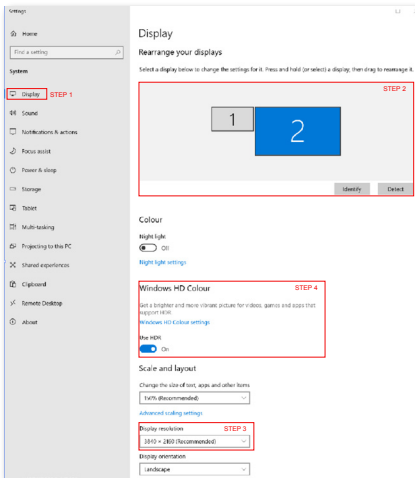 Settings
Home
Find a setting
System
Display STEP 1
Sound
Notifications & actions
Focus assist
Power & sleep
Storage
Tablet
Multi-tasking
Projecting to this PC
Shared experiences
Clipboard
Remote Desktop
About
Display
Rearrange your displays
Select a display below to change the settings for it. Press and hold (or select) a display, then drag to rearrange it.
STEP 2
1 2
Identify Detect
Colour
Night light
Off
Night light settings
Windows HD Colour STEP 4
Get a brighter and more vibrant picture for videos, games and apps that
support HDR.
Windows HD Colour settings
Use HDR
On
Scale and layout
Change the size of text, apps and other items
150% (Recommended)
Advanced scaling settings
Display resolution STEP 3
3840 × 2160 (Recommended)
Display orientation
Landscape